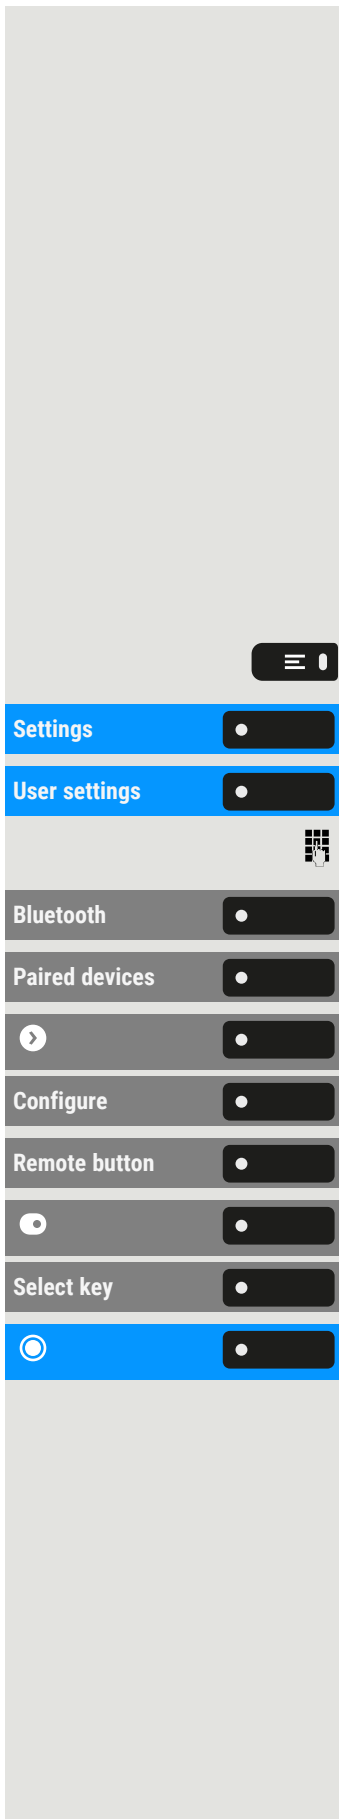 Settings
User settings
Bluetooth
Paired devices
Configure
Remote button
Select key